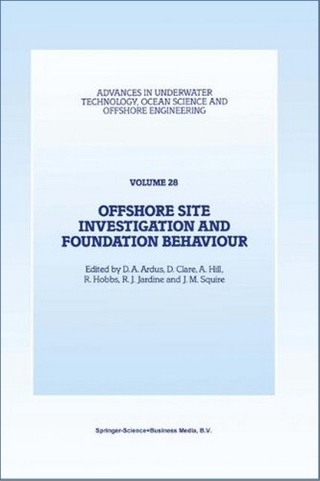 ADVANCES IN UNDERWATER
TECHNOLOGY, OCEAN SCIENCE AND
OFFSHORE ENGINEERING
VOLUME 28
OFFSHORE SITE
INVESTIGATION AND
FOUNDATION BEHAVIOUR
Edited by D. A. Ardus, D. Clare, A. Hill,
R. Hobbs, R. J. Jardine and J. M. Squire
Springer-Science+Business Media, B.V.